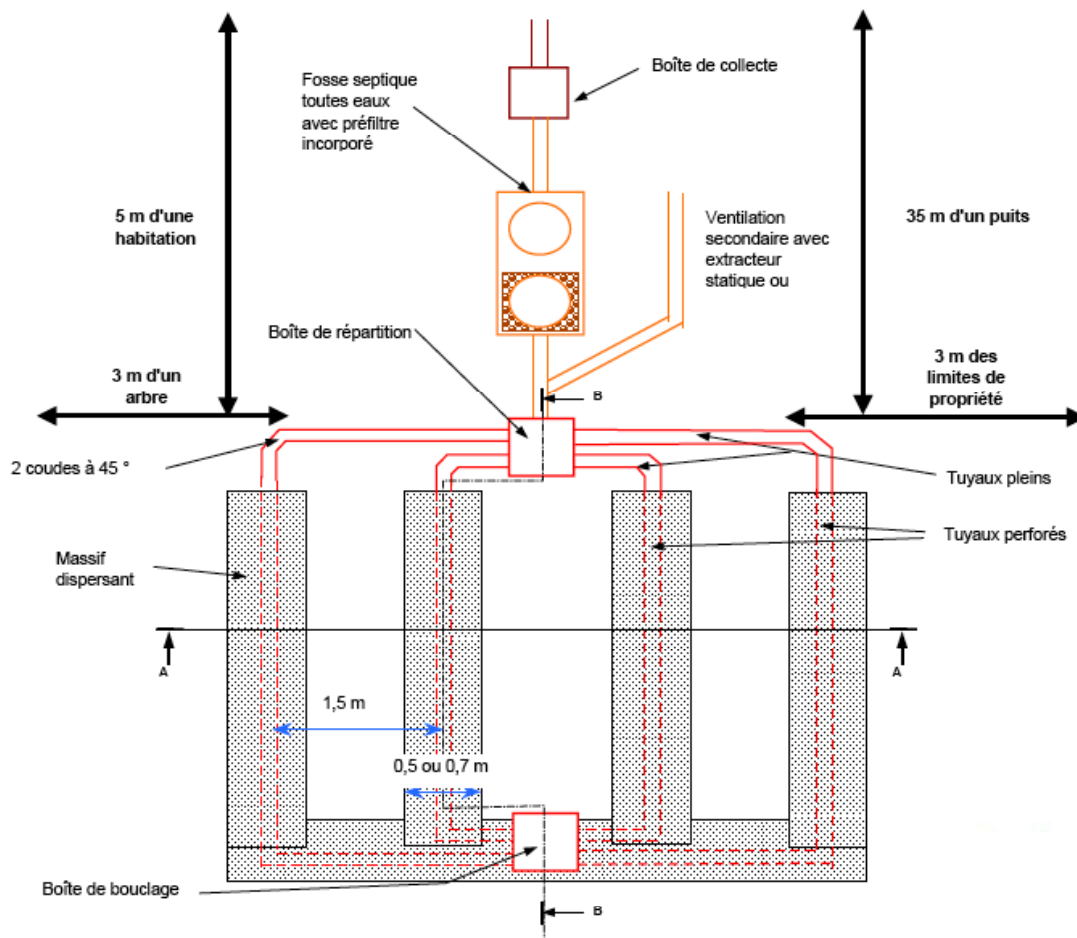 Boîte de collecte
Fosse septique
toutes eaux
avec préfiltre
incorporé
5 m d'une
habitation
Ventilation
secondaire avec
extracteur
statique ou
35 m d'un puits
Boîte de répartition
3 m d'un
arbre
3 m des
limites de
propriété
B
2 coudes à 45 °
Tuyaux pleins
Massif
dispersant
Tuyaux perforés
A
A
1,5 m
0,5 ou 0,7 m
Boîte de bouclage
B